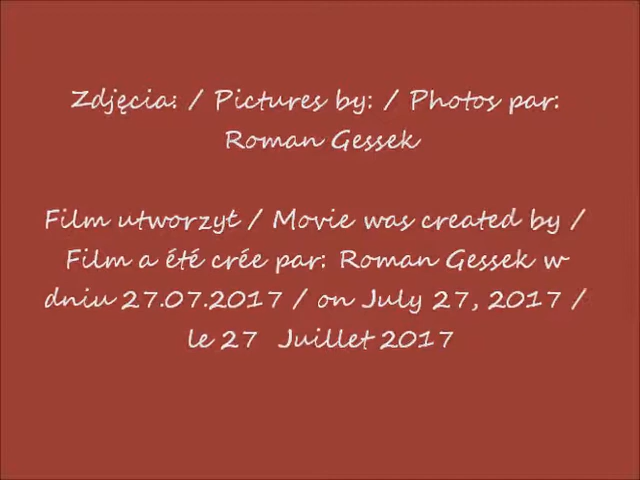 Zdjęcia: / Pictures by: / Photos par:
Roman Gessek
Film utworzył / Movie was created by /
Film a été crée par: Roman Gessek w
dniu 27.07.2017 / on July 27, 2017 /
le 27 Juillet 2017